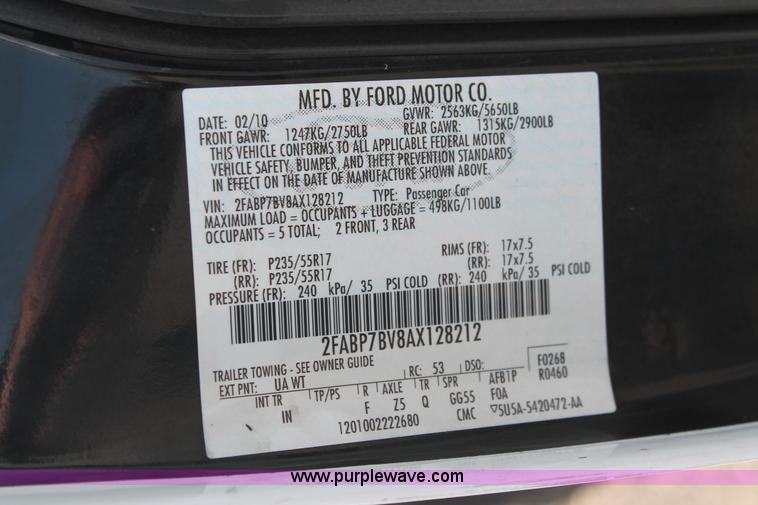 MFD. BY FORD MOTOR CO.
DATE: 02/10 GVWR: 2563KG/5650LB
FRONT GAWR: 1247KG/2750LB REAR GAWR: 1315KG/2900LB
THIS VEHICLE CONFORMS TO ALL APPLICABLE FEDERAL MOTOR
VEHICLE SAFETY, BUMPER, AND THEFT PREVENTION STANDARDS
IN EFFECT ON THE DATE OF MANUFACTURE SHOWN ABOVE.
VIN: 2FABP7BV8AX128212 TYPE: Passenger Car
MAXIMUM LOAD = OCCUPANTS + LUGGAGE = 498KG/1100LB
OCCUPANTS = 5 TOTAL; 2 FRONT, 3 REAR
TIRE (FR): P235/55R17 RIMS (FR): 17x7.5
(RR): P235/55R17 (RR): 17x7.5
PRESSURE (FR): 240 kPa/ 35 PSI COLD (RR): 240 kPa/ 35 PSI COLD
2FABP7BV8AX128212
TRAILER TOWING - SEE OWNER GUIDE
EXT PNT: UA WT RC: 53 DSO: F0268
INT TR TP/PS R AXLE TR SPR AFB1P R0460
IN F Z5 Q GG55 FOA
1201002222680 CMC 5U5A-5420472-AA
www.purplewave.com